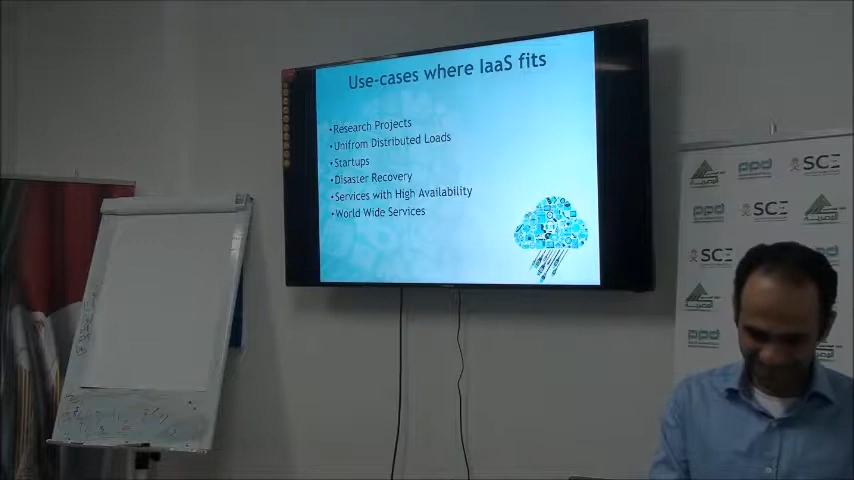 Use-cases where IaaS fits
•Research Projects
•Unifrom Distributed Loads
•Startups
•Disaster Recovery
•Services with High Availability
•World Wide Services
ppd
SCE
ppd
SCE
SCE
ppd